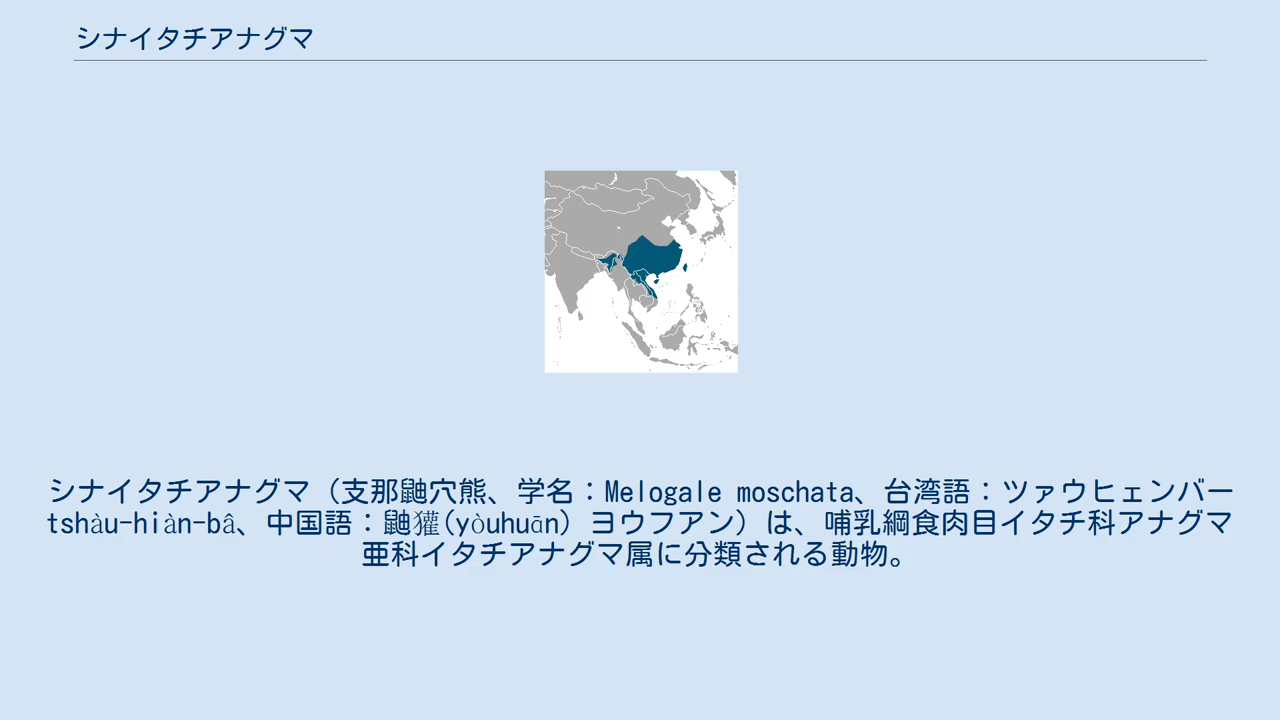 シナイタチアナグマ
シナイタチアナグマ（支那鼬穴熊、学名：Melogale moschata、台湾語：ツァウヒェンバー
tshàu-hiàn-bâ、中国語：鼬獾(yòuhuān) ヨウフアン）は、哺乳綱食肉目イタチ科アナグマ
亜科イタチアナグマ属に分類される動物。